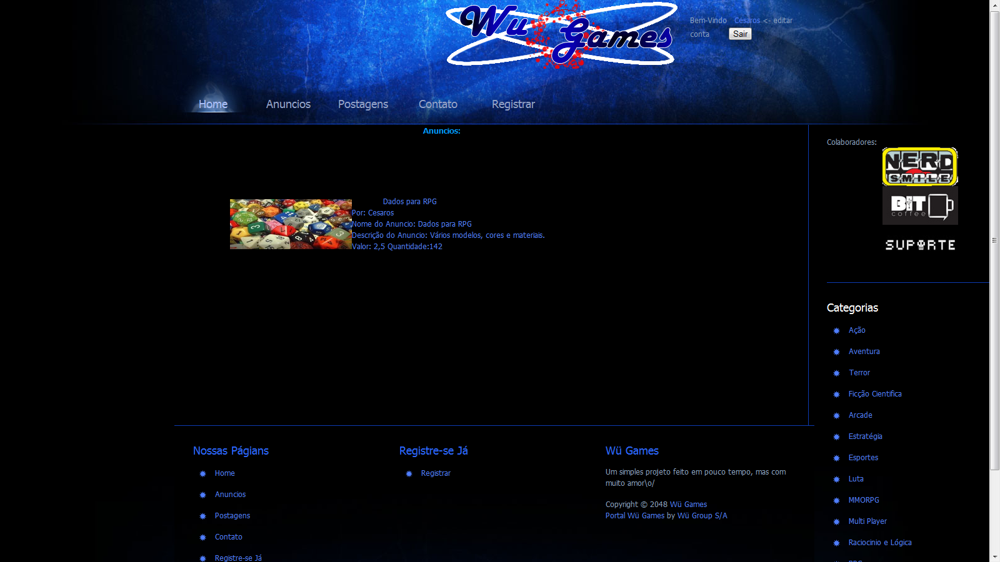 Wü Games
Bem-Vindo Cesaros <- editar
conta Sair
Home Anuncios Postagens Contato Registrar
Anuncios:
Dados para RPG
Por: Cesaros
Nome do Anuncio: Dados para RPG
Descrição do Anuncio: Vários modelos, cores e materiais.
Valor: 2,5 Quantidade:142
Colaboradores:
NERD
SMILE
BIT
coffee
SUPORTE
Categorias
Ação
Aventura
Terror
Ficção Cientifica
Arcade
Estratégia
Esportes
Luta
MMORPG
Multi Player
Raciocinio e Lógica
Nossas Págians
Home
Anuncios
Postagens
Contato
Registre-se Já
Registre-se Já
Registrar
Wü Games
Um simples projeto feito em pouco tempo, mas com
muito amor\o/
Copyright © 2048 Wü Games
Portal Wü Games by Wü Group S/A